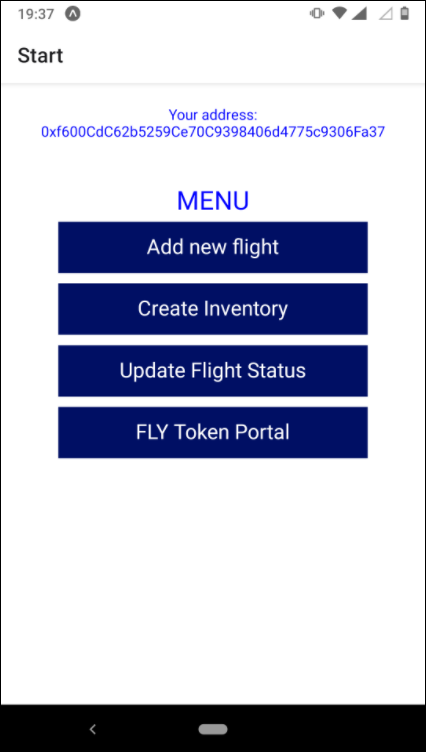 19:37
Start
Your address:
0xf600CdC62b5259Ce70C9398406d4775c9306Fa37
MENU
Add new flight
Create Inventory
Update Flight Status
FLY Token Portal